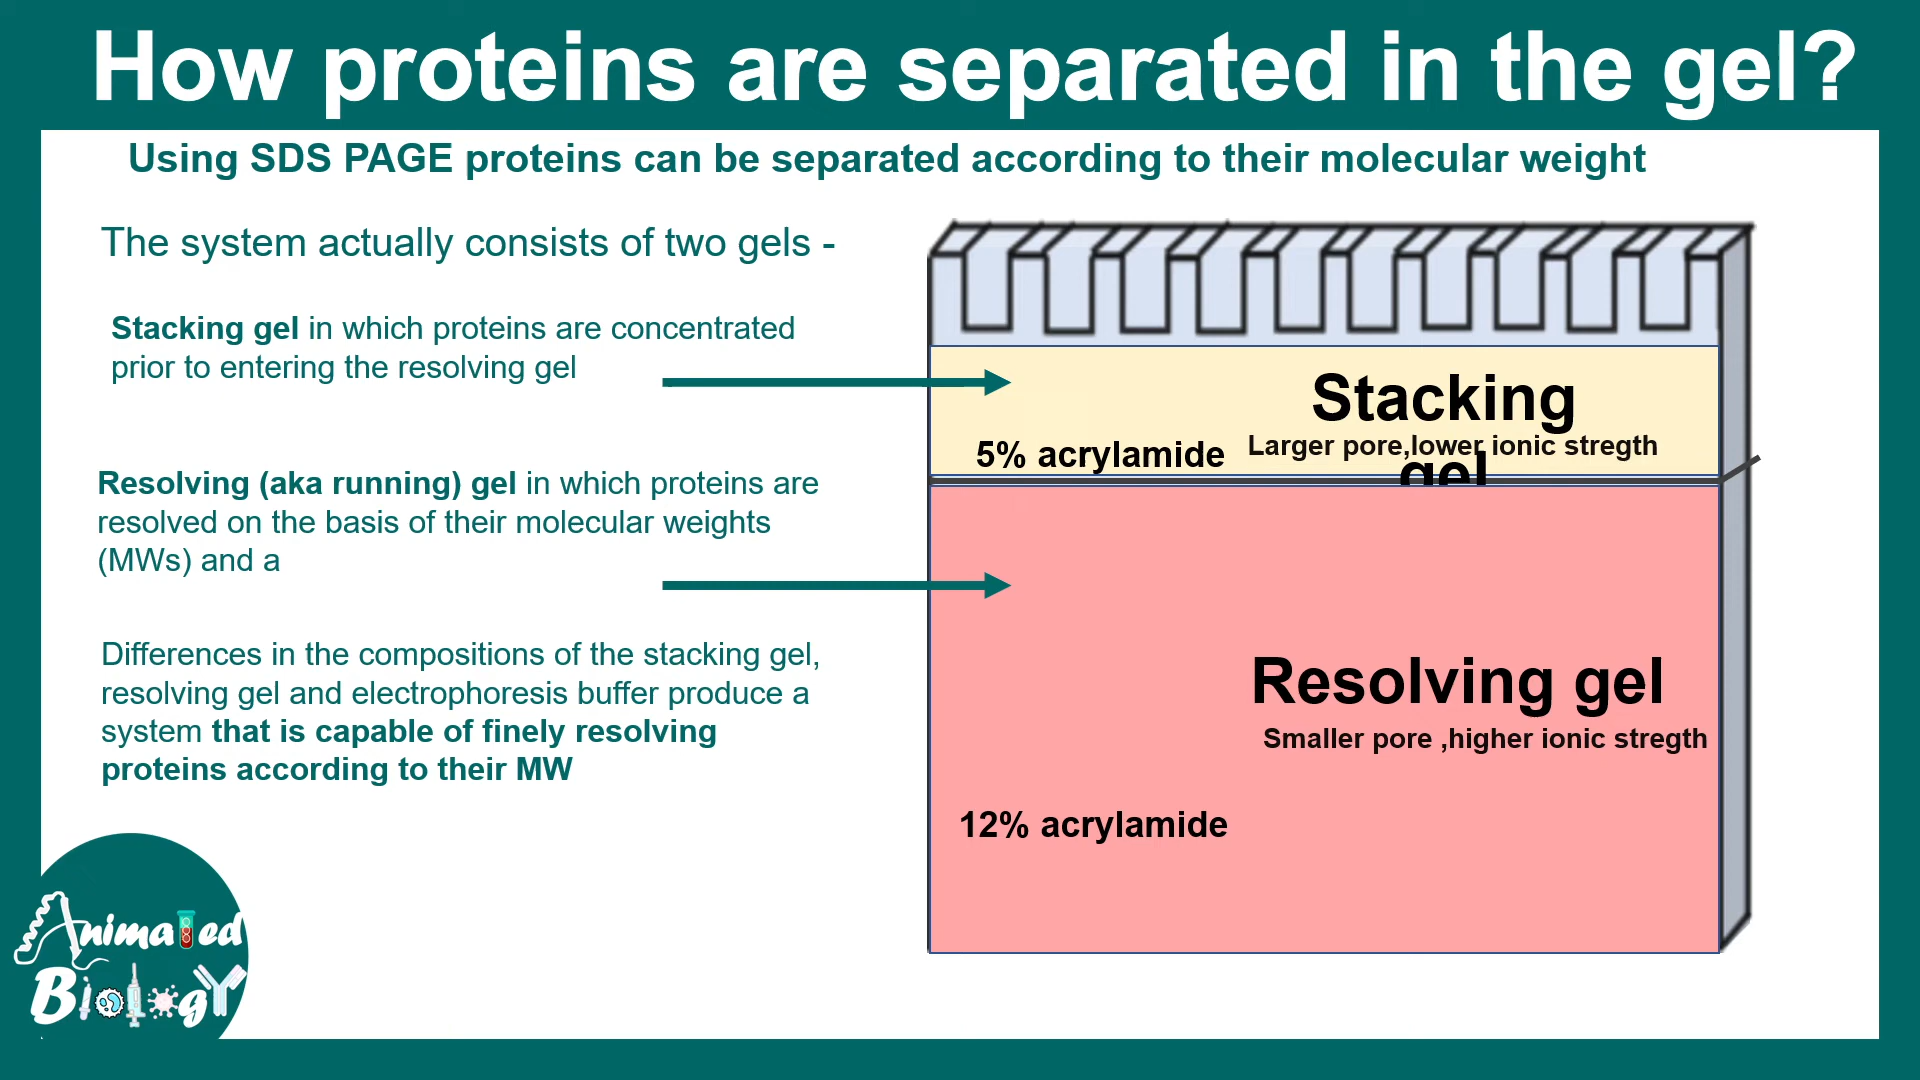 How proteins are separated in the gel?
Using SDS PAGE proteins can be separated according to their molecular weight
The system actually consists of two gels -
Stacking gel in which proteins are concentrated
prior to entering the resolving gel
Resolving (aka running) gel in which proteins are
resolved on the basis of their molecular weights
(MWs) and a
Differences in the compositions of the stacking gel,
resolving gel and electrophoresis buffer produce a
system that is capable of finely resolving
proteins according to their MW
Stacking
gel
Larger pore,lower ionic stregth
5% acrylamide
Resolving gel
Smaller pore ,higher ionic stregth
12% acrylamide
Animated
Biology